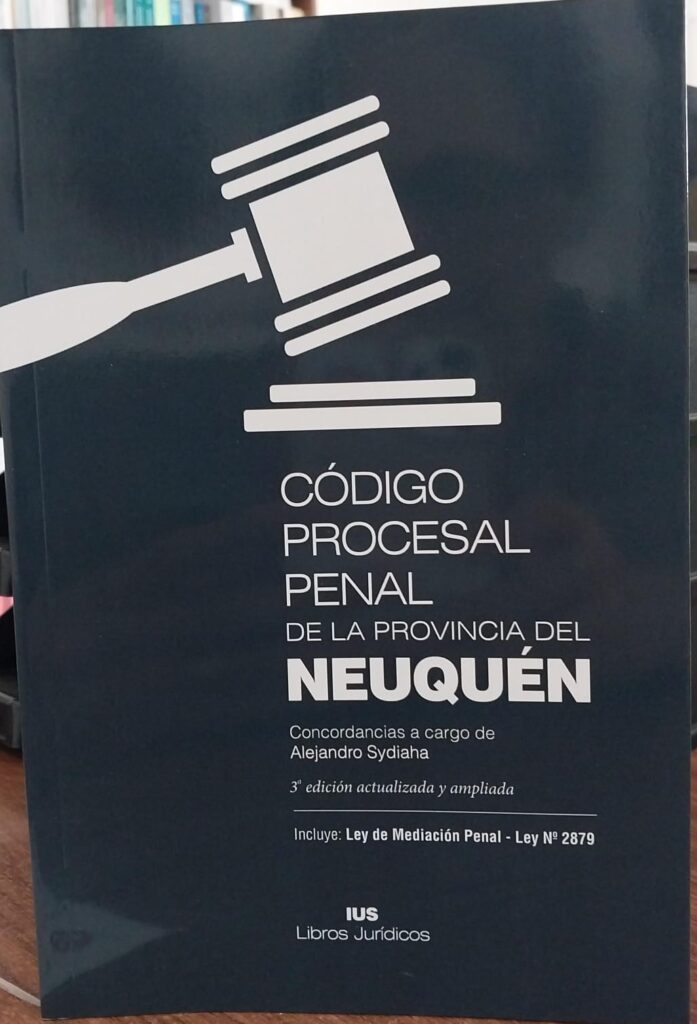 CÓDIGO
PROCESAL
PENAL
DE LA PROVINCIA DEL
NEUQUÉN
Concordancias a cargo de
Alejandro Sydiaha
3ª edición actualizada y ampliada
Incluye: Ley de Mediación Penal - Ley Nº 2879
IUS
Libros Jurídicos